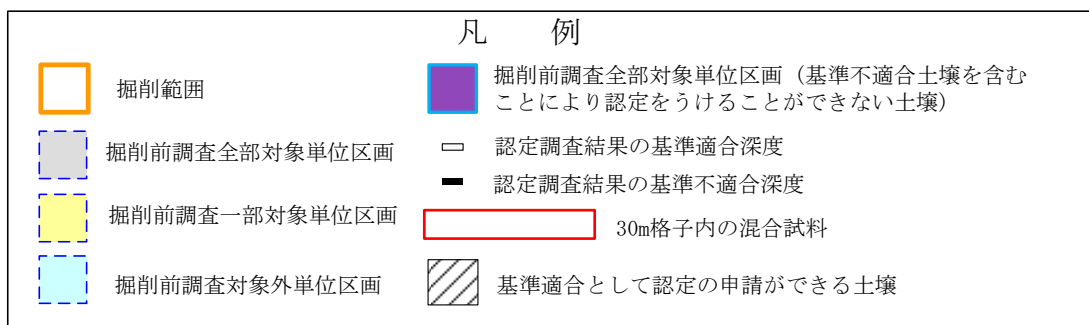 凡 例
掘削範囲
掘削前調査全部対象単位区画
掘削前調査一部対象単位区画
掘削前調査対象外単位区画
掘削前調査全部対象単位区画（基準不適合土壌を含む
ことにより認定をうけることができない土壌）
認定調査結果の基準適合深度
認定調査結果の基準不適合深度
30m格子内の混合試料
基準適合として認定の申請ができる土壌